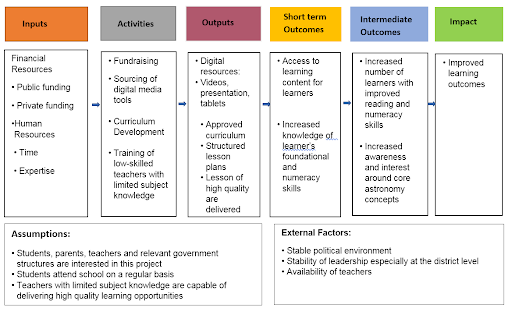 Inputs
Activities
Outputs
Short term
Outcomes
Intermediate
Outcomes
Impact
Financial
Resources
• Public funding
• Private funding
•Human
Resources
• Time
• Expertise
• Fundraising
• Sourcing of
digital media
tools
• Curriculum
Development
• Training of
low-skilled
teachers with
limited subject
knowledge
• Digital
resources:
• Videos,
presentation,
tablets
• Approved
curriculum
• Structured
lesson
plans
• Lesson of
high quality
are
delivered
• Access to
learning
content for
learners
• Increased
knowledge of
learner's
foundational
and
numeracy
skills
• Increased
number of
learners with
improved
reading and
numeracy
skills
• Increased
awareness and
interest
around core
astronomy
concepts
• Improved
learning
outcomes
Assumptions:
• Students, parents, teachers and relevant government
structures are interested in this project
• Students attend school on a regular basis
• Teachers with limited subject knowledge are capable of
delivering high quality learning opportunities
External Factors:
• Stable political environment
• Stability of leadership especially at the district level
• Availability of teachers